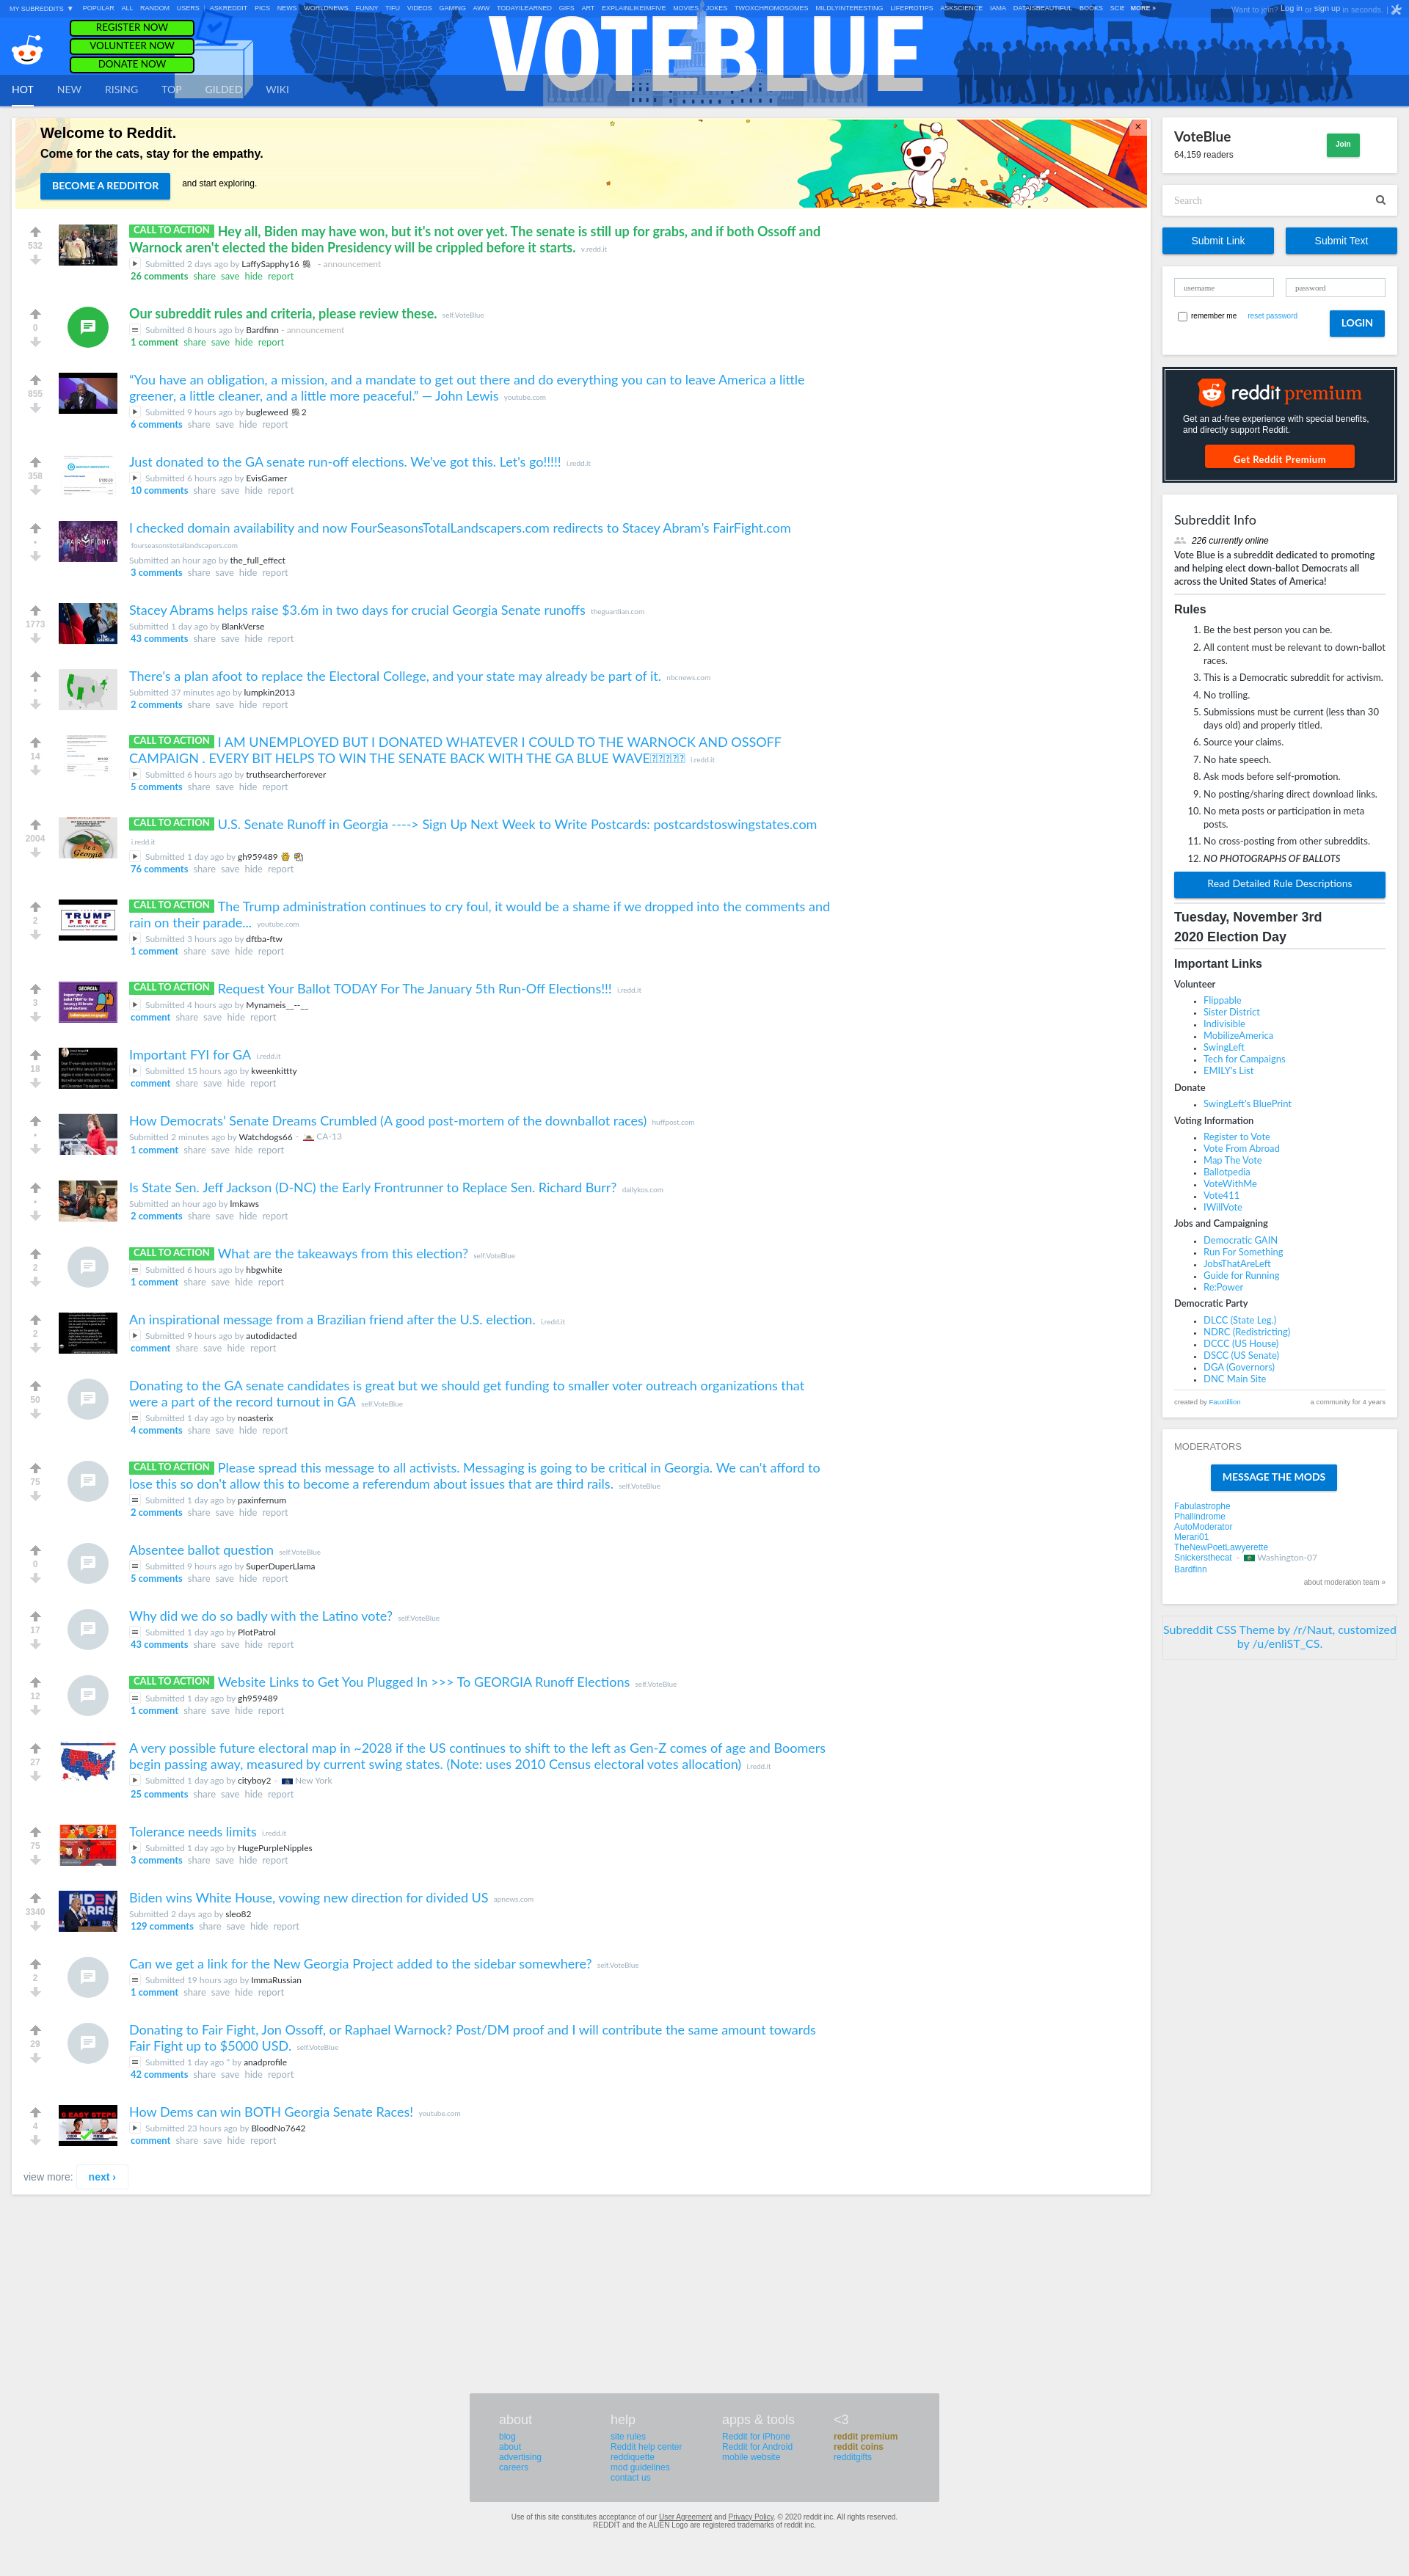 MY SUBREDDITS ▼ POPULAR ALL RANDOM USERS | ASKREDDIT PICS NEWS WORLDNEWS FUNNY TIFU VIDEOS GAMING AWW TODAYILEARNED GIFS ART EXPLAINLIKEIMFIVE MOVIES JOKES TWOXCHROMOSOMES MILDLYINTERESTING LIFEPROTIPS ASKSCIENCE IAMA DATAISBEAUTIFUL BOOKS SCIE MORE »
Want to join? Log in or sign up in seconds. |
REGISTER NOW
VOLUNTEER NOW
DONATE NOW
VOTEBLUE
HOT NEW RISING TOP GILDED WIKI
Welcome to Reddit.
Come for the cats, stay for the empathy.
BECOME A REDDITOR and start exploring.
×
532
CALL TO ACTION Hey all, Biden may have won, but it's not over yet. The senate is still up for grabs, and if both Ossoff and
Warnock aren't elected the biden Presidency will be crippled before it starts. v.redd.it
Submitted 2 days ago by LaffySapphy16 - announcement
26 comments share save hide report
0
Our subreddit rules and criteria, please review these. self.VoteBlue
Submitted 8 hours ago by Bardfinn - announcement
1 comment share save hide report
855
“You have an obligation, a mission, and a mandate to get out there and do everything you can to leave America a little
greener, a little cleaner, and a little more peaceful.” — John Lewis youtube.com
Submitted 9 hours ago by bugleweed 2
6 comments share save hide report
358
Just donated to the GA senate run-off elections. We've got this. Let's go!!!!! i.redd.it
Submitted 6 hours ago by EvisGamer
10 comments share save hide report
•
I checked domain availability and now FourSeasonsTotalLandscapers.com redirects to Stacey Abram's FairFight.com
fourseasonstotallandscapers.com
Submitted an hour ago by the_full_effect
3 comments share save hide report
1773
Stacey Abrams helps raise $3.6m in two days for crucial Georgia Senate runoffs theguardian.com
Submitted 1 day ago by BlankVerse
43 comments share save hide report
•
There's a plan afoot to replace the Electoral College, and your state may already be part of it. nbcnews.com
Submitted 37 minutes ago by lumpkin2013
2 comments share save hide report
14
CALL TO ACTION I AM UNEMPLOYED BUT I DONATED WHATEVER I COULD TO THE WARNOCK AND OSSOFF
CAMPAIGN . EVERY BIT HELPS TO WIN THE SENATE BACK WITH THE GA BLUE WAVE i.redd.it
Submitted 6 hours ago by truthsearcherforever
5 comments share save hide report
2004
CALL TO ACTION U.S. Senate Runoff in Georgia ----> Sign Up Next Week to Write Postcards: postcardstoswingstates.com
i.redd.it
Submitted 1 day ago by gh959489
76 comments share save hide report
2
TRUMP
PENCE
CALL TO ACTION The Trump administration continues to cry foul, it would be a shame if we dropped into the comments and
rain on their parade... youtube.com
Submitted 3 hours ago by dftba-ftw
1 comment share save hide report
3
GEORGIA
CALL TO ACTION Request Your Ballot TODAY For The January 5th Run-Off Elections!!! i.redd.it
Submitted 4 hours ago by Mynameis__--__
comment share save hide report
18
Important FYI for GA i.redd.it
Submitted 15 hours ago by kweenkittty
comment share save hide report
•
How Democrats' Senate Dreams Crumbled (A good post-mortem of the downballot races) huffpost.com
Submitted 2 minutes ago by Watchdogs66 - CA-13
1 comment share save hide report
•
Is State Sen. Jeff Jackson (D-NC) the Early Frontrunner to Replace Sen. Richard Burr? dailykos.com
Submitted an hour ago by lmkaws
2 comments share save hide report
2
CALL TO ACTION What are the takeaways from this election? self.VoteBlue
Submitted 6 hours ago by hbgwhite
1 comment share save hide report
2
An inspirational message from a Brazilian friend after the U.S. election. i.redd.it
Submitted 9 hours ago by autodidacted
comment share save hide report
50
Donating to the GA senate candidates is great but we should get funding to smaller voter outreach organizations that
were a part of the record turnout in GA self.VoteBlue
Submitted 1 day ago by noasterix
4 comments share save hide report
75
CALL TO ACTION Please spread this message to all activists. Messaging is going to be critical in Georgia. We can't afford to
lose this so don't allow this to become a referendum about issues that are third rails. self.VoteBlue
Submitted 1 day ago by paxinfernum
2 comments share save hide report
0
Absentee ballot question self.VoteBlue
Submitted 9 hours ago by SuperDuperLlama
5 comments share save hide report
17
Why did we do so badly with the Latino vote? self.VoteBlue
Submitted 1 day ago by PlotPatrol
43 comments share save hide report
12
CALL TO ACTION Website Links to Get You Plugged In >>> To GEORGIA Runoff Elections self.VoteBlue
Submitted 1 day ago by gh959489
1 comment share save hide report
27
A very possible future electoral map in ~2028 if the US continues to shift to the left as Gen-Z comes of age and Boomers
begin passing away, measured by current swing states. (Note: uses 2010 Census electoral votes allocation) i.redd.it
Submitted 1 day ago by cityboy2 - New York
25 comments share save hide report
75
Tolerance needs limits i.redd.it
Submitted 1 day ago by HugePurpleNipples
3 comments share save hide report
3340
Biden wins White House, vowing new direction for divided US apnews.com
Submitted 2 days ago by sleo82
129 comments share save hide report
2
Can we get a link for the New Georgia Project added to the sidebar somewhere? self.VoteBlue
Submitted 19 hours ago by ImmaRussian
1 comment share save hide report
29
Donating to Fair Fight, Jon Ossoff, or Raphael Warnock? Post/DM proof and I will contribute the same amount towards
Fair Fight up to $5000 USD. self.VoteBlue
Submitted 1 day ago * by anadprofile
42 comments share save hide report
4
How Dems can win BOTH Georgia Senate Races! youtube.com
Submitted 23 hours ago by BloodNo7642
comment share save hide report
view more: next ›
VoteBlue
64,159 readers
Join
Search
Submit Link Submit Text
username password
remember me reset password LOGIN
reddit premium
Get an ad-free experience with special benefits,
and directly support Reddit.
Get Reddit Premium
Subreddit Info
226 currently online
Vote Blue is a subreddit dedicated to promoting
and helping elect down-ballot Democrats all
across the United States of America!
Rules
1. Be the best person you can be.
2. All content must be relevant to down-ballot
races.
3. This is a Democratic subreddit for activism.
4. No trolling.
5. Submissions must be current (less than 30
days old) and properly titled.
6. Source your claims.
7. No hate speech.
8. Ask mods before self-promotion.
9. No posting/sharing direct download links.
10. No meta posts or participation in meta
posts.
11. No cross-posting from other subreddits.
12. NO PHOTOGRAPHS OF BALLOTS
Read Detailed Rule Descriptions
Tuesday, November 3rd
2020 Election Day
Important Links
Volunteer
Flippable
Sister District
Indivisible
MobilizeAmerica
SwingLeft
Tech for Campaigns
EMILY's List
Donate
SwingLeft's BluePrint
Voting Information
Register to Vote
Vote From Abroad
Map The Vote
Ballotpedia
VoteWithMe
Vote411
IWillVote
Jobs and Campaigning
Democratic GAIN
Run For Something
JobsThatAreLeft
Guide for Running
Re:Power
Democratic Party
DLCC (State Leg.)
NDRC (Redistricting)
DCCC (US House)
DSCC (US Senate)
DGA (Governors)
DNC Main Site
created by Fauxtillion a community for 4 years
MODERATORS
MESSAGE THE MODS
Fabulastrophe
Phallindrome
AutoModerator
Merari01
TheNewPoetLawyerette
Snickersthecat - Washington-07
Bardfinn
about moderation team »
Subreddit CSS Theme by /r/Naut, customized
by /u/enliST_CS.
about
blog
about
advertising
careers
help
site rules
Reddit help center
reddiquette
mod guidelines
contact us
apps & tools
Reddit for iPhone
Reddit for Android
mobile website
<3
reddit premium
reddit coins
redditgifts
Use of this site constitutes acceptance of our User Agreement and Privacy Policy. © 2020 reddit inc. All rights reserved.
REDDIT and the ALIEN Logo are registered trademarks of reddit inc.